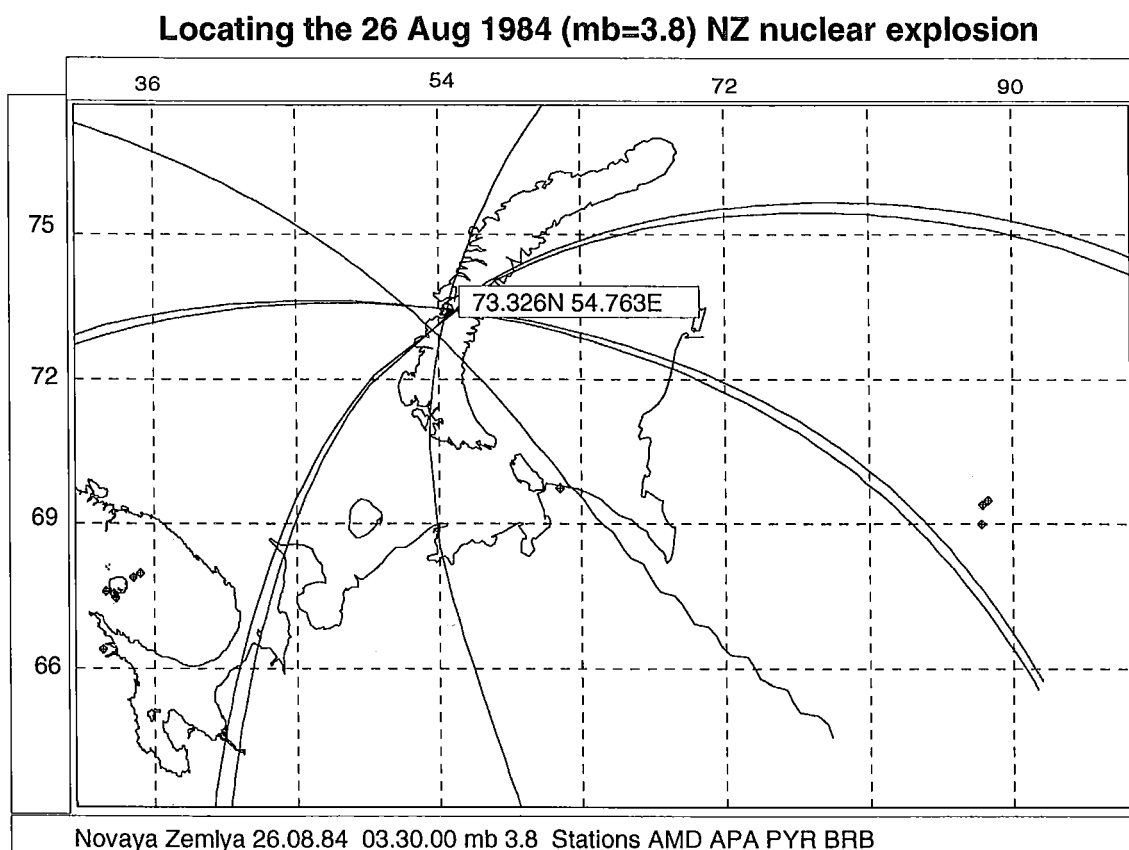 Locating the 26 Aug 1984 (mb=3.8) NZ nuclear explosion
36 54 72 90
75
73.326N 54.763E
72
69
66
Novaya Zemlya 26.08.84 03.30.00 mb 3.8 Stations AMD APA PYR BRB